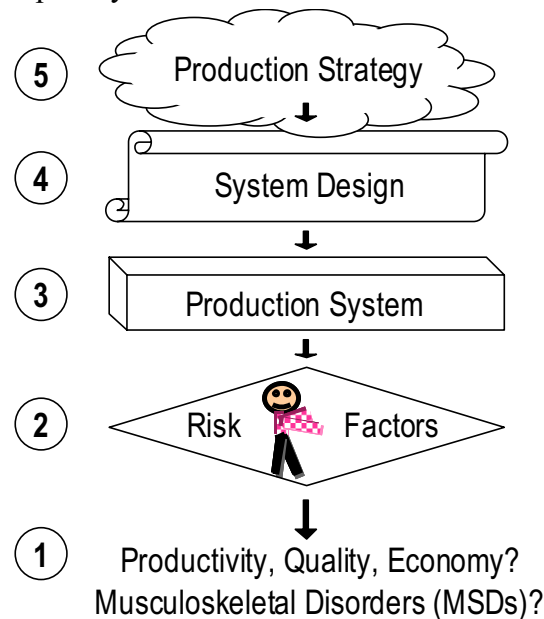 5 Production Strategy
4 System Design
3 Production System
2 Risk Factors
1 Productivity, Quality, Economy?
Musculoskeletal Disorders (MSDs)?